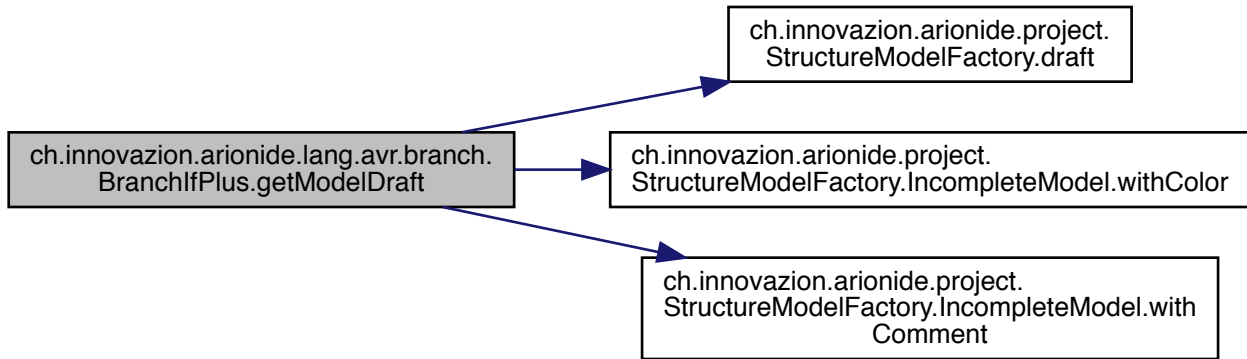 ch.innovazion.arionide.project.
StructureModelFactory.draft
ch.innovazion.arionide.lang.avr.branch.
BranchIfPlus.getModelDraft
ch.innovazion.arionide.project.
StructureModelFactory.IncompleteModel.withColor
ch.innovazion.arionide.project.
StructureModelFactory.IncompleteModel.with
Comment